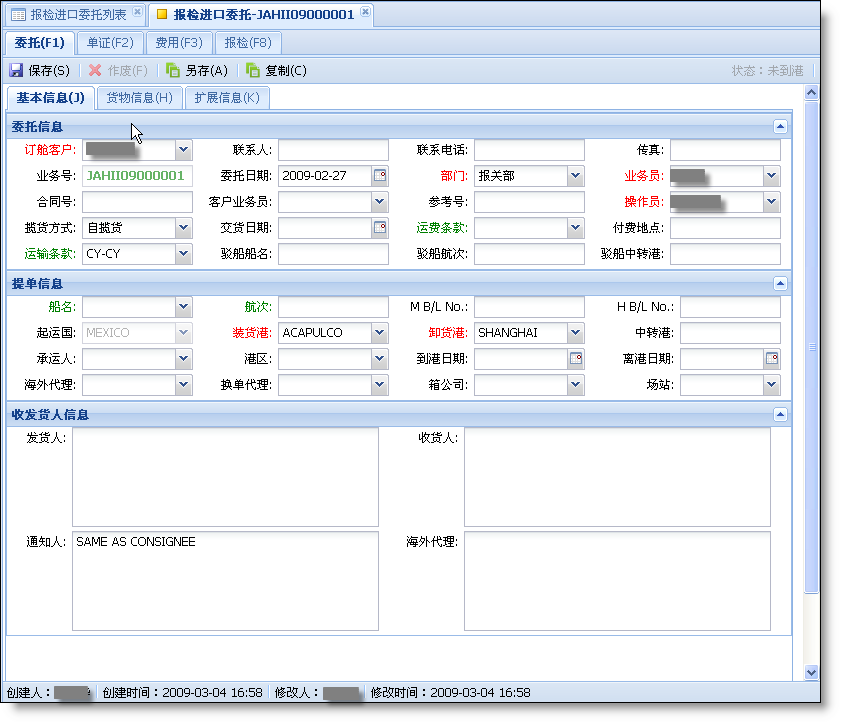 报检进口委托列表 报检进口委托-JAHII09000001
委托(F1) 单证(F2) 费用(F3) 报检(F8)
保存(S) 作废(F) 另存(A) 复制(C) 状态：未到港
基本信息(J) 货物信息(H) 扩展信息(K)
委托信息
订舱客户: 联系人: 联系电话: 传真:
业务号: JAHII09000001 委托日期: 2009-02-27 部门: 报关部 业务员:
合同号: 客户业务员: 参考号: 操作员:
揽货方式: 自揽货 交货日期: 运费条款: 付费地点:
运输条款: CY-CY 驳船船名: 驳船航次: 驳船中转港:
提单信息
船名: 航次: M B/L No.: H B/L No.:
起运国: MEXICO 装货港: ACAPULCO 卸货港: SHANGHAI 中转港:
承运人: 港区: 到港日期: 离港日期:
海外代理: 换单代理: 箱公司: 场站:
收发货人信息
发货人: 收货人:
通知人: SAME AS CONSIGNEE 海外代理:
创建人： 创建时间：2009-03-04 16:58 修改人： 修改时间：2009-03-04 16:58